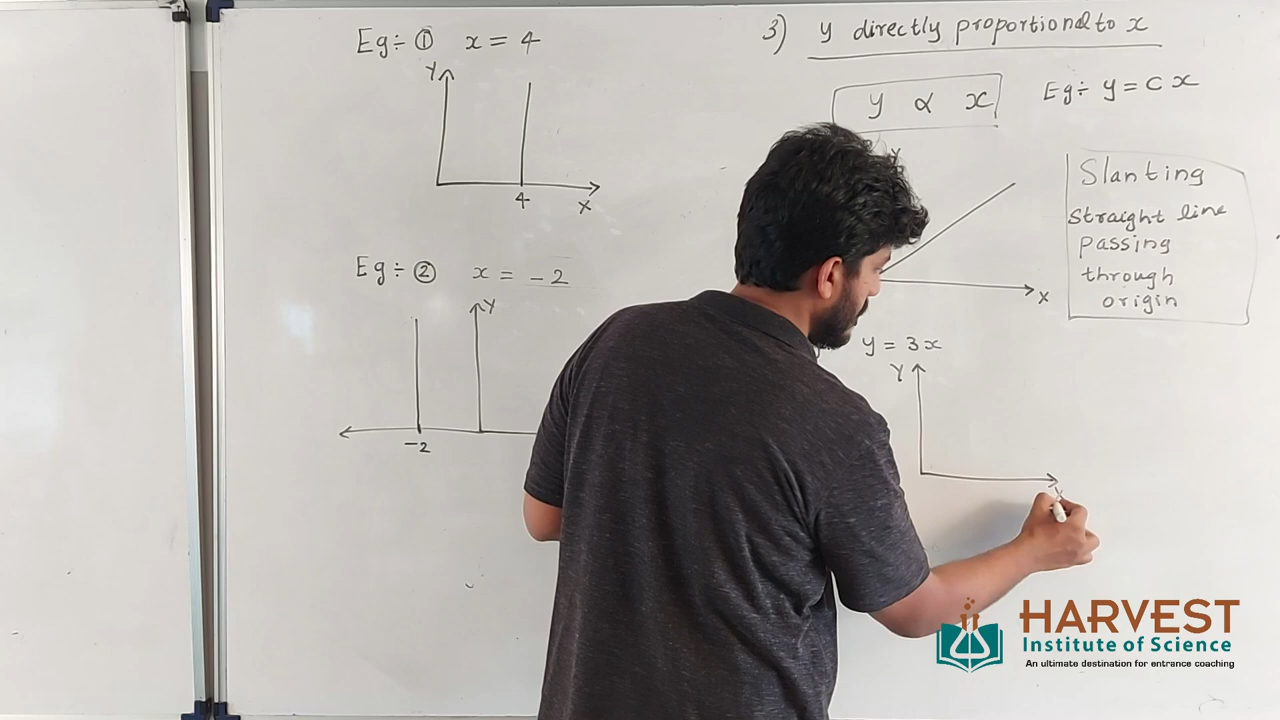 Eg÷ ① x = 4
Y
4
X
Eg÷ ② x = -2
Y
-2
3) y directly proportional to x
y ∝ x
Eg÷ y = c x
Y
X
Slanting
straight line
passing
through
origin
y = 3x
Y
X
HARVEST
Institute of Science
An ultimate destination for entrance coaching